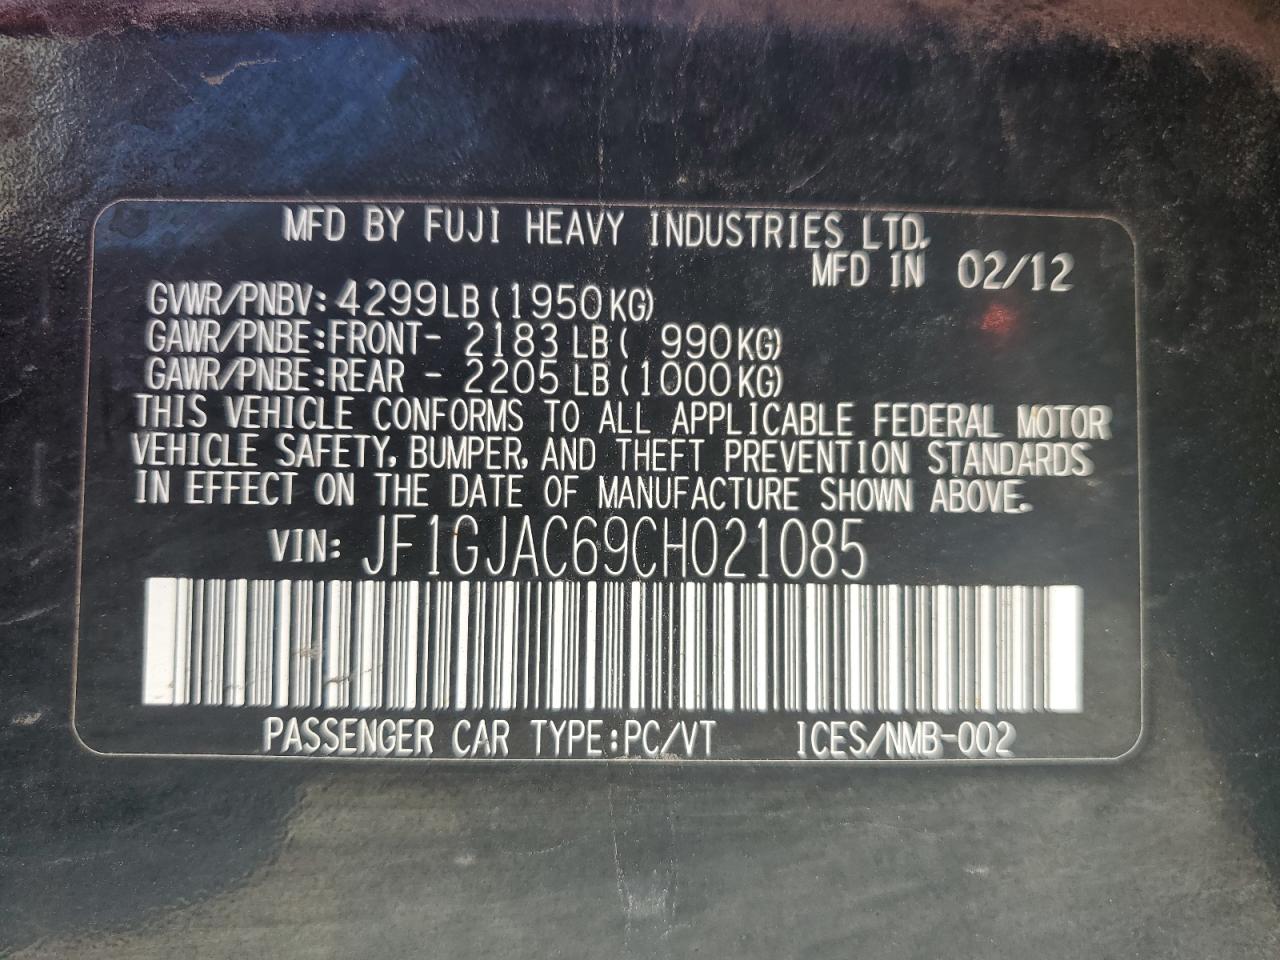 MFD BY FUJI HEAVY INDUSTRIES LTD.
MFD IN 02/12
GVWR/PNBV: 4299LB(1950KG)
GAWR/PNBE:FRONT- 2183LB( 990KG)
GAWR/PNBE:REAR - 2205LB(1000KG)
THIS VEHICLE CONFORMS TO ALL APPLICABLE FEDERAL MOTOR
VEHICLE SAFETY, BUMPER, AND THEFT PREVENTION STANDARDS
IN EFFECT ON THE DATE OF MANUFACTURE SHOWN ABOVE.
VIN: JF1GJAC69CH021085
PASSENGER CAR TYPE:PC/VT ICES/NMB-002